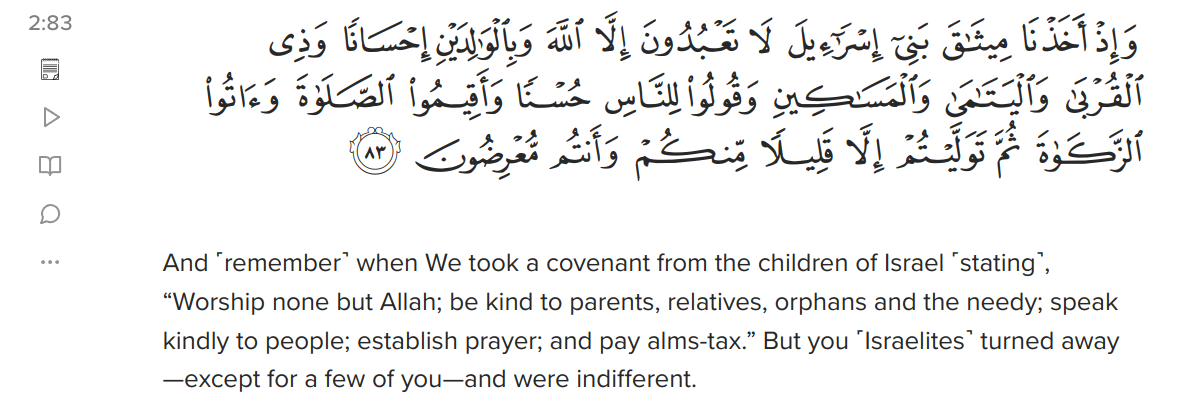 2:83
وَإِذْ أَخَذْنَا مِيثَـٰقَ بَنِىٓ إِسْرَٰٓءِيلَ لَا تَعْبُدُونَ إِلَّا ٱللَّهَ وَبِٱلْوَٰلِدَيْنِ إِحْسَانًۭا وَذِى
ٱلْقُرْبَىٰ وَٱلْيَتَـٰمَىٰ وَٱلْمَسَـٰكِينِ وَقُولُوا۟ لِلنَّاسِ حُسْنًۭا وَأَقِيمُوا۟ ٱلصَّلَوٰةَ وَءَاتُوا۟
ٱلزَّكَوٰةَ ثُمَّ تَوَلَّيْتُمْ إِلَّا قَلِيلًۭا مِّنكُمْ وَأَنتُم مُّعْرِضُونَ ٨٣
And ˹remember˺ when We took a covenant from the children of Israel ˹stating˺,
“Worship none but Allah; be kind to parents, relatives, orphans and the needy; speak
kindly to people; establish prayer; and pay alms-tax.” But you ˹Israelites˺ turned away
—except for a few of you—and were indifferent.